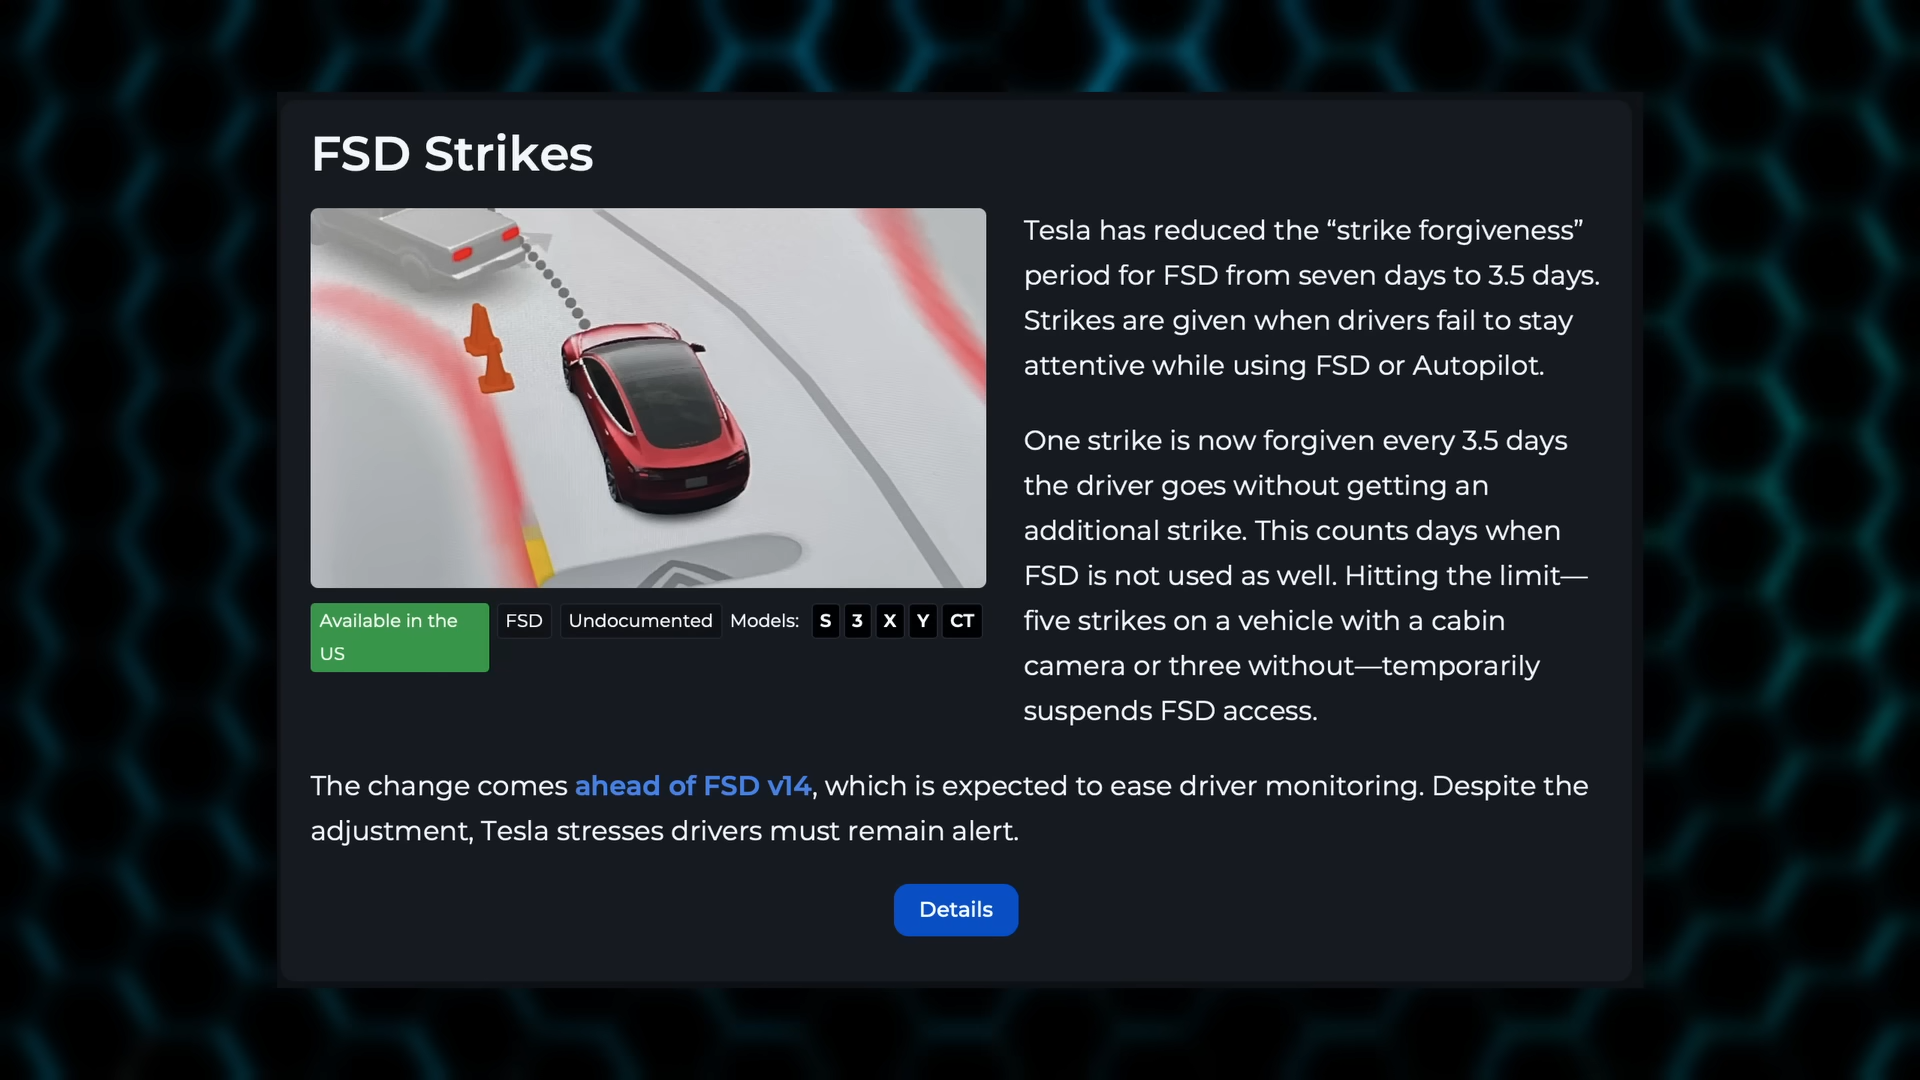 FSD Strikes
Available in the
US
FSD
Undocumented
Models:
S
3
X
Y
CT
Tesla has reduced the “strike forgiveness”
period for FSD from seven days to 3.5 days.
Strikes are given when drivers fail to stay
attentive while using FSD or Autopilot.
One strike is now forgiven every 3.5 days
the driver goes without getting an
additional strike. This counts days when
FSD is not used as well. Hitting the limit—
five strikes on a vehicle with a cabin
camera or three without—temporarily
suspends FSD access.
The change comes ahead of FSD v14, which is expected to ease driver monitoring. Despite the
adjustment, Tesla stresses drivers must remain alert.
Details